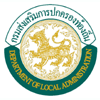 กรมส่งเสริมการปกครองท้องถิ่น
DEPARTMENT OF LOCAL ADMINISTRATION